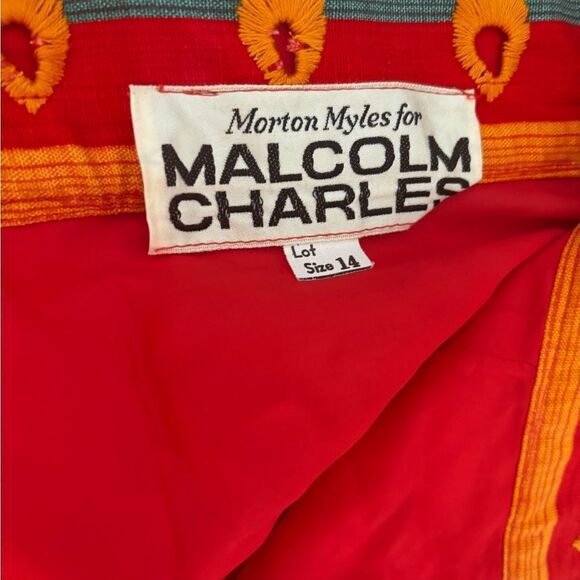 Morton Myles for
MALCOLM
CHARLES
Lot
Size 14